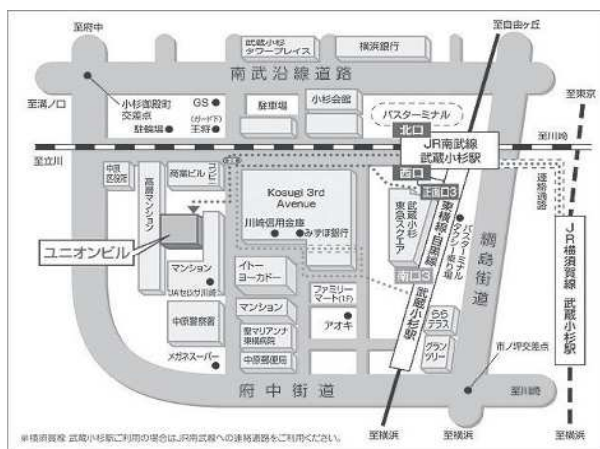 至府中
武蔵小杉
タワープレイス
横浜銀行
至自由ヶ丘
南武沿線道路
至溝ノ口
小杉御殿町
交差点
駐輪場
GS
(ガード下)
王将
駐車場
小杉会館
バスターミナル
北口
至東京
JR南武線
武蔵小杉駅
至川崎
至立川
中原
区役所
高層マンション
商業ビル
コンビニ
西口
正面口3
連絡通路
Kosugi 3rd
Avenue
川崎信用金庫
みずほ銀行
武蔵小杉
東急スクエア
東横線・目黒線
武蔵小杉駅
バスターミナル
タクシー乗り場
綱島街道
JR横須賀線 武蔵小杉駅
ユニオンビル
マンション
JAセレサ川崎
イトー
ヨーカドー
南口3
ファミリー
マート(1F)
中原警察署
マンション
アオキ
ららテラス
聖マリアンナ
東横病院
グランツリー
メガネスーパー
中原郵便局
市ノ坪交差点
府中街道
至川崎
至横浜
至横浜
至横浜
※横須賀線 武蔵小杉駅ご利用の場合はJR南武線への連絡通路をご利用ください。